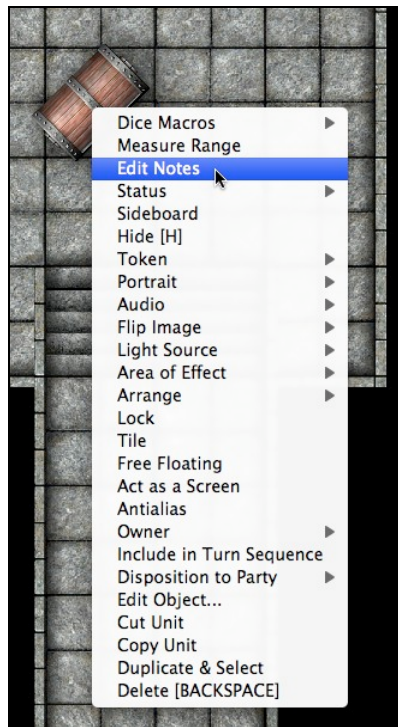 Dice Macros
Measure Range
Edit Notes
Status
Sideboard
Hide [H]
Token
Portrait
Audio
Flip Image
Light Source
Area of Effect
Arrange
Lock
Tile
Free Floating
Act as a Screen
Antialias
Owner
Include in Turn Sequence
Disposition to Party
Edit Object...
Cut Unit
Copy Unit
Duplicate & Select
Delete [BACKSPACE]